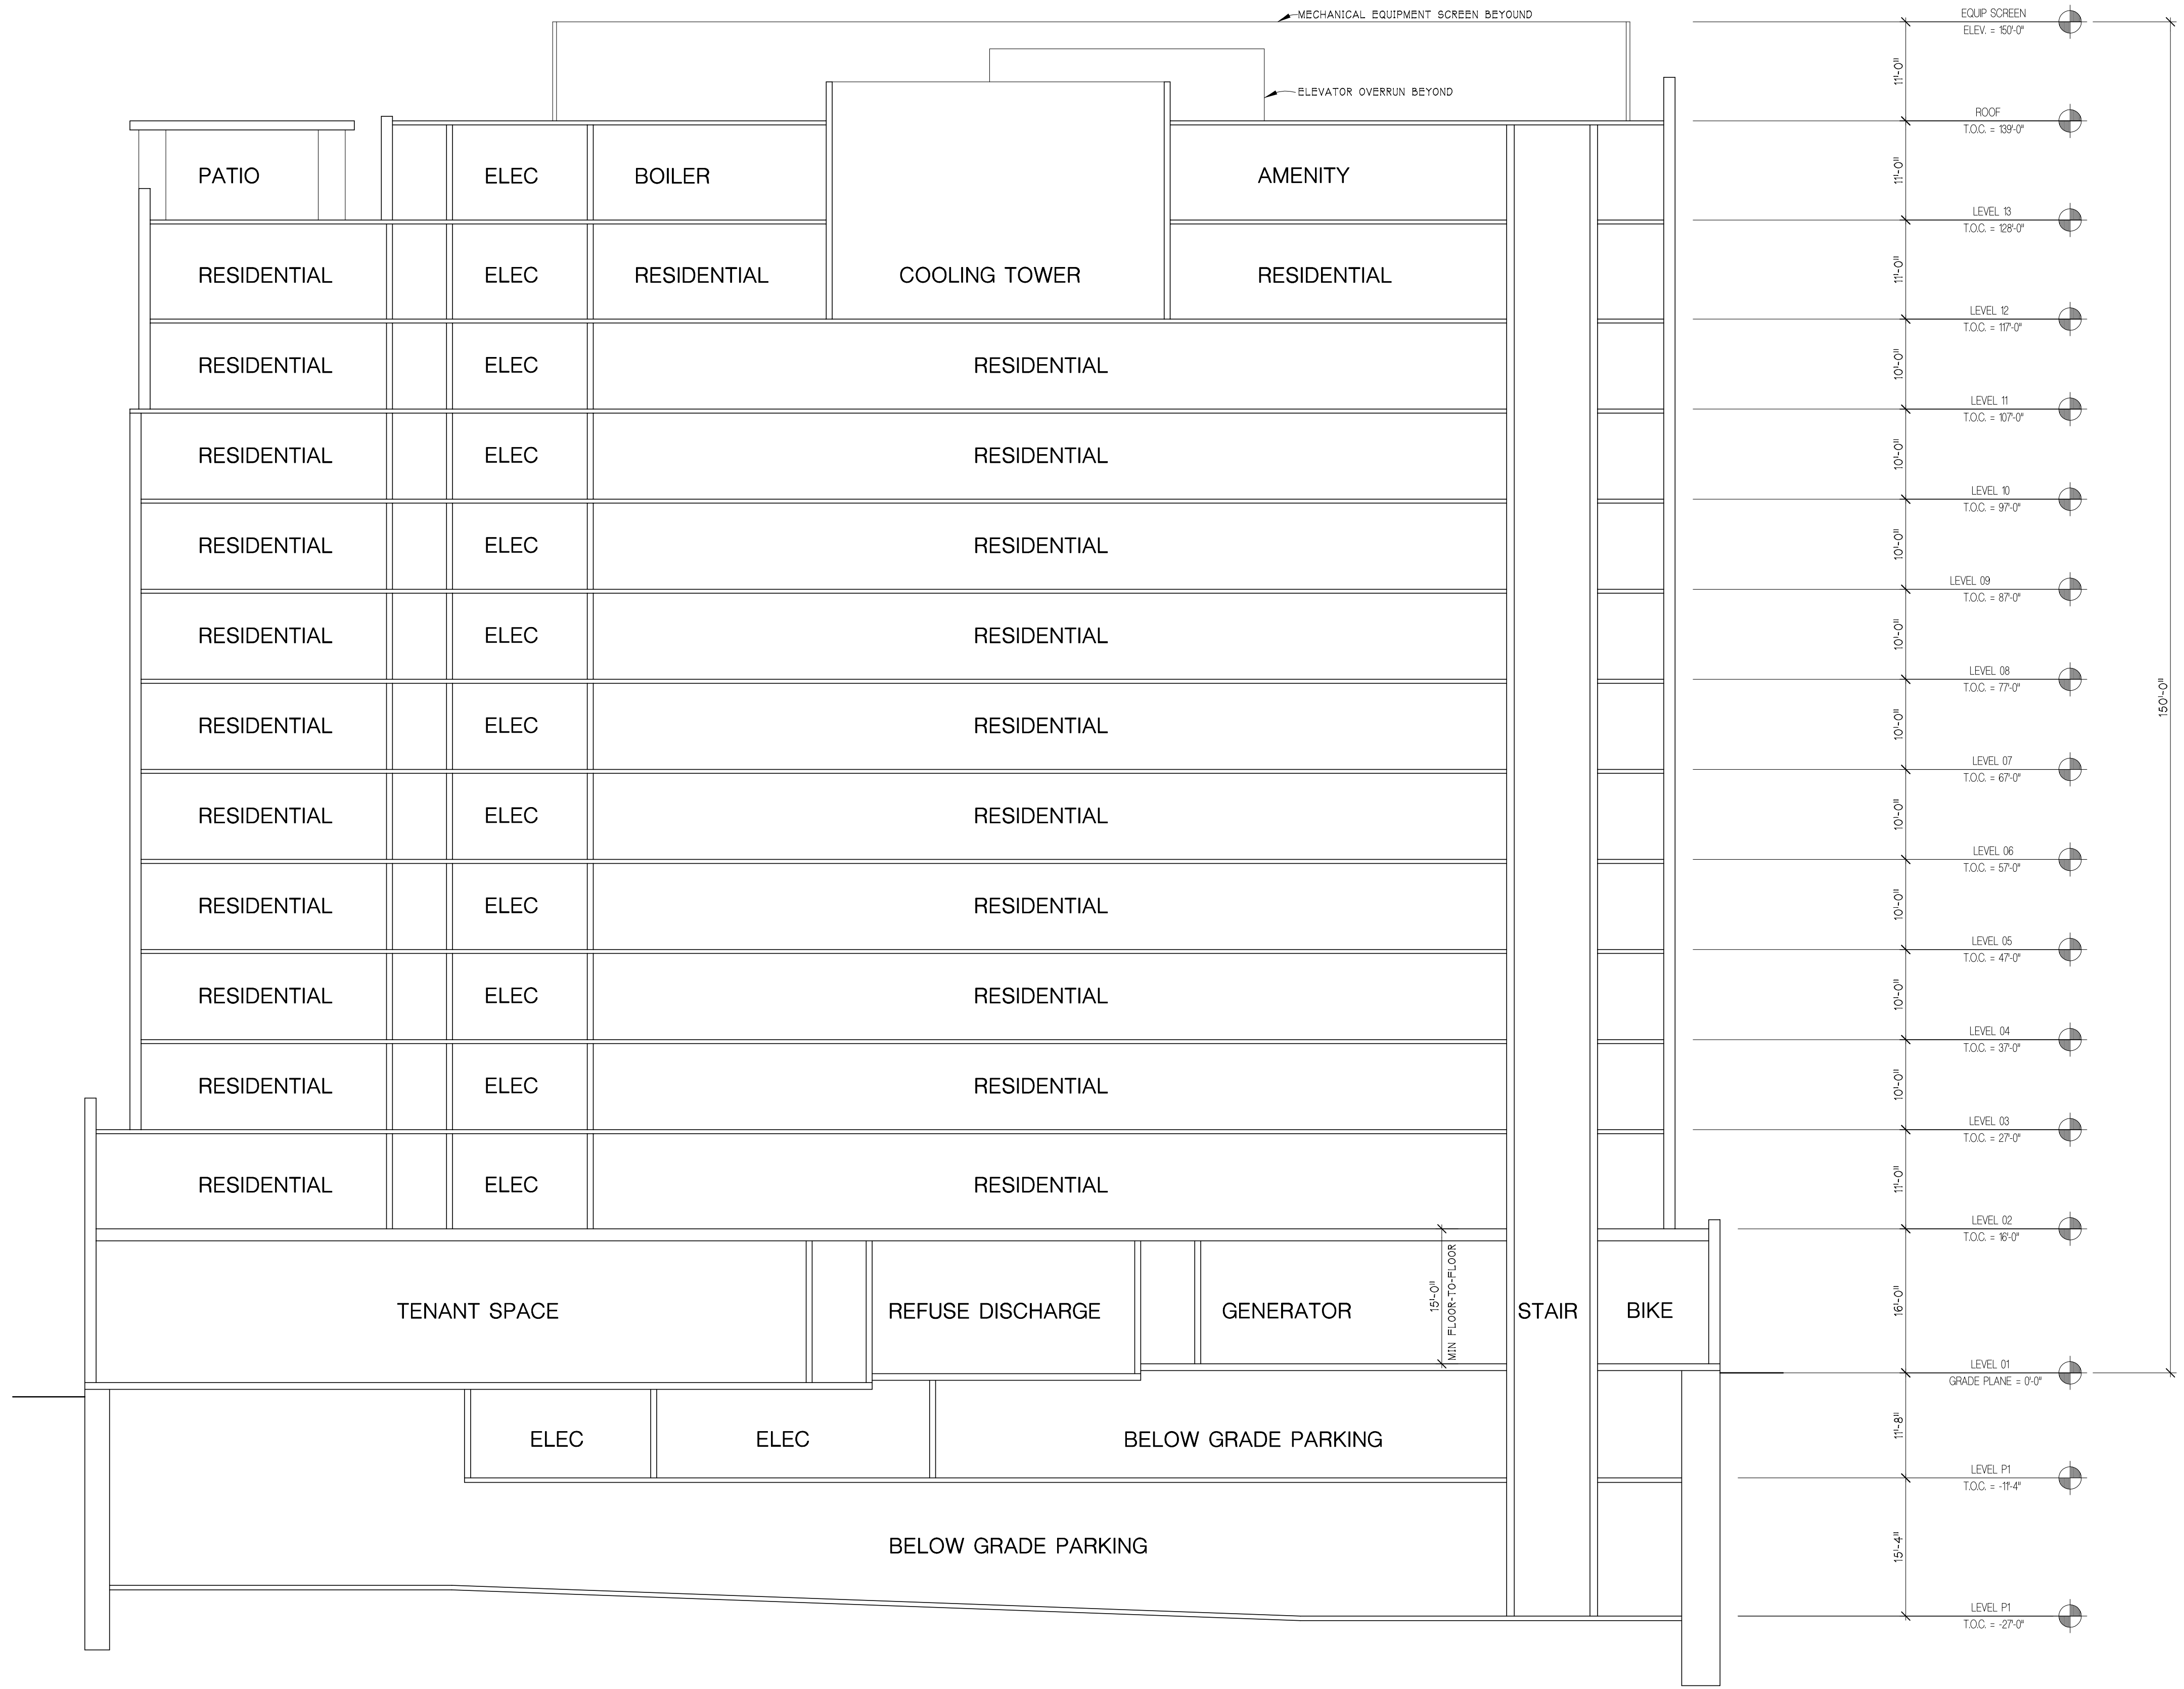 MECHANICAL EQUIPMENT SCREEN BEYOUND
EQUIP SCREEN
ELEV. = 150'-0"
11'-0"
ELEVATOR OVERRUN BEYOND
ROOF
T.O.C. = 139'-0"
PATIO ELEC BOILER AMENITY
11'-0"
LEVEL 13
T.O.C. = 128'-0"
RESIDENTIAL ELEC RESIDENTIAL COOLING TOWER RESIDENTIAL
11'-0"
LEVEL 12
T.O.C. = 117'-0"
RESIDENTIAL ELEC RESIDENTIAL
10'-0"
LEVEL 11
T.O.C. = 107'-0"
RESIDENTIAL ELEC RESIDENTIAL
10'-0"
LEVEL 10
T.O.C. = 97'-0"
RESIDENTIAL ELEC RESIDENTIAL
10'-0"
LEVEL 09
T.O.C. = 87'-0"
RESIDENTIAL ELEC RESIDENTIAL
10'-0"
LEVEL 08
T.O.C. = 77'-0"
150'-0"
RESIDENTIAL ELEC RESIDENTIAL
10'-0"
LEVEL 07
T.O.C. = 67'-0"
RESIDENTIAL ELEC RESIDENTIAL
10'-0"
LEVEL 06
T.O.C. = 57'-0"
RESIDENTIAL ELEC RESIDENTIAL
10'-0"
LEVEL 05
T.O.C. = 47'-0"
RESIDENTIAL ELEC RESIDENTIAL
10'-0"
LEVEL 04
T.O.C. = 37'-0"
RESIDENTIAL ELEC RESIDENTIAL
10'-0"
LEVEL 03
T.O.C. = 27'-0"
RESIDENTIAL ELEC RESIDENTIAL
11'-0"
LEVEL 02
T.O.C. = 16'-0"
TENANT SPACE REFUSE DISCHARGE GENERATOR
15'-0"
MIN FLOOR-TO-FLOOR
STAIR BIKE
16'-0"
LEVEL 01
GRADE PLANE = 0'-0"
ELEC ELEC BELOW GRADE PARKING
11'-8"
LEVEL P1
T.O.C. = -11'-4"
BELOW GRADE PARKING
15'-4"
LEVEL P1
T.O.C. = -27'-0"